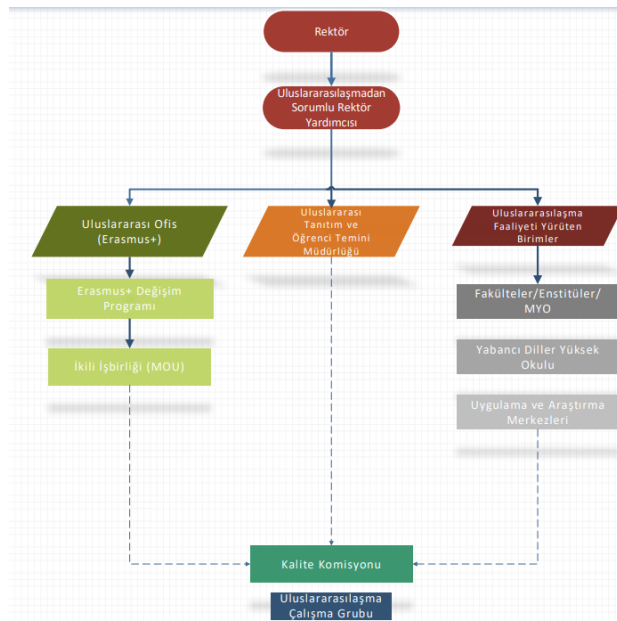 Rektör
Uluslararasılaşmadan
Sorumlu Rektör
Yardımcısı
Uluslararası Ofis
(Erasmus+)
Uluslararası
Tanıtım ve
Öğrenci Temini
Müdürlüğü
Uluslararasılaşma
Faaliyeti Yürüten
Birimler
Erasmus+ Değişim
Programı
Fakülteler/Enstitüler/
MYO
İkili İşbirliği (MOU)
Yabancı Diller Yüksek
Okulu
Uygulama ve Araştırma
Merkezleri
Kalite Komisyonu
Uluslararasılaşma
Çalışma Grubu